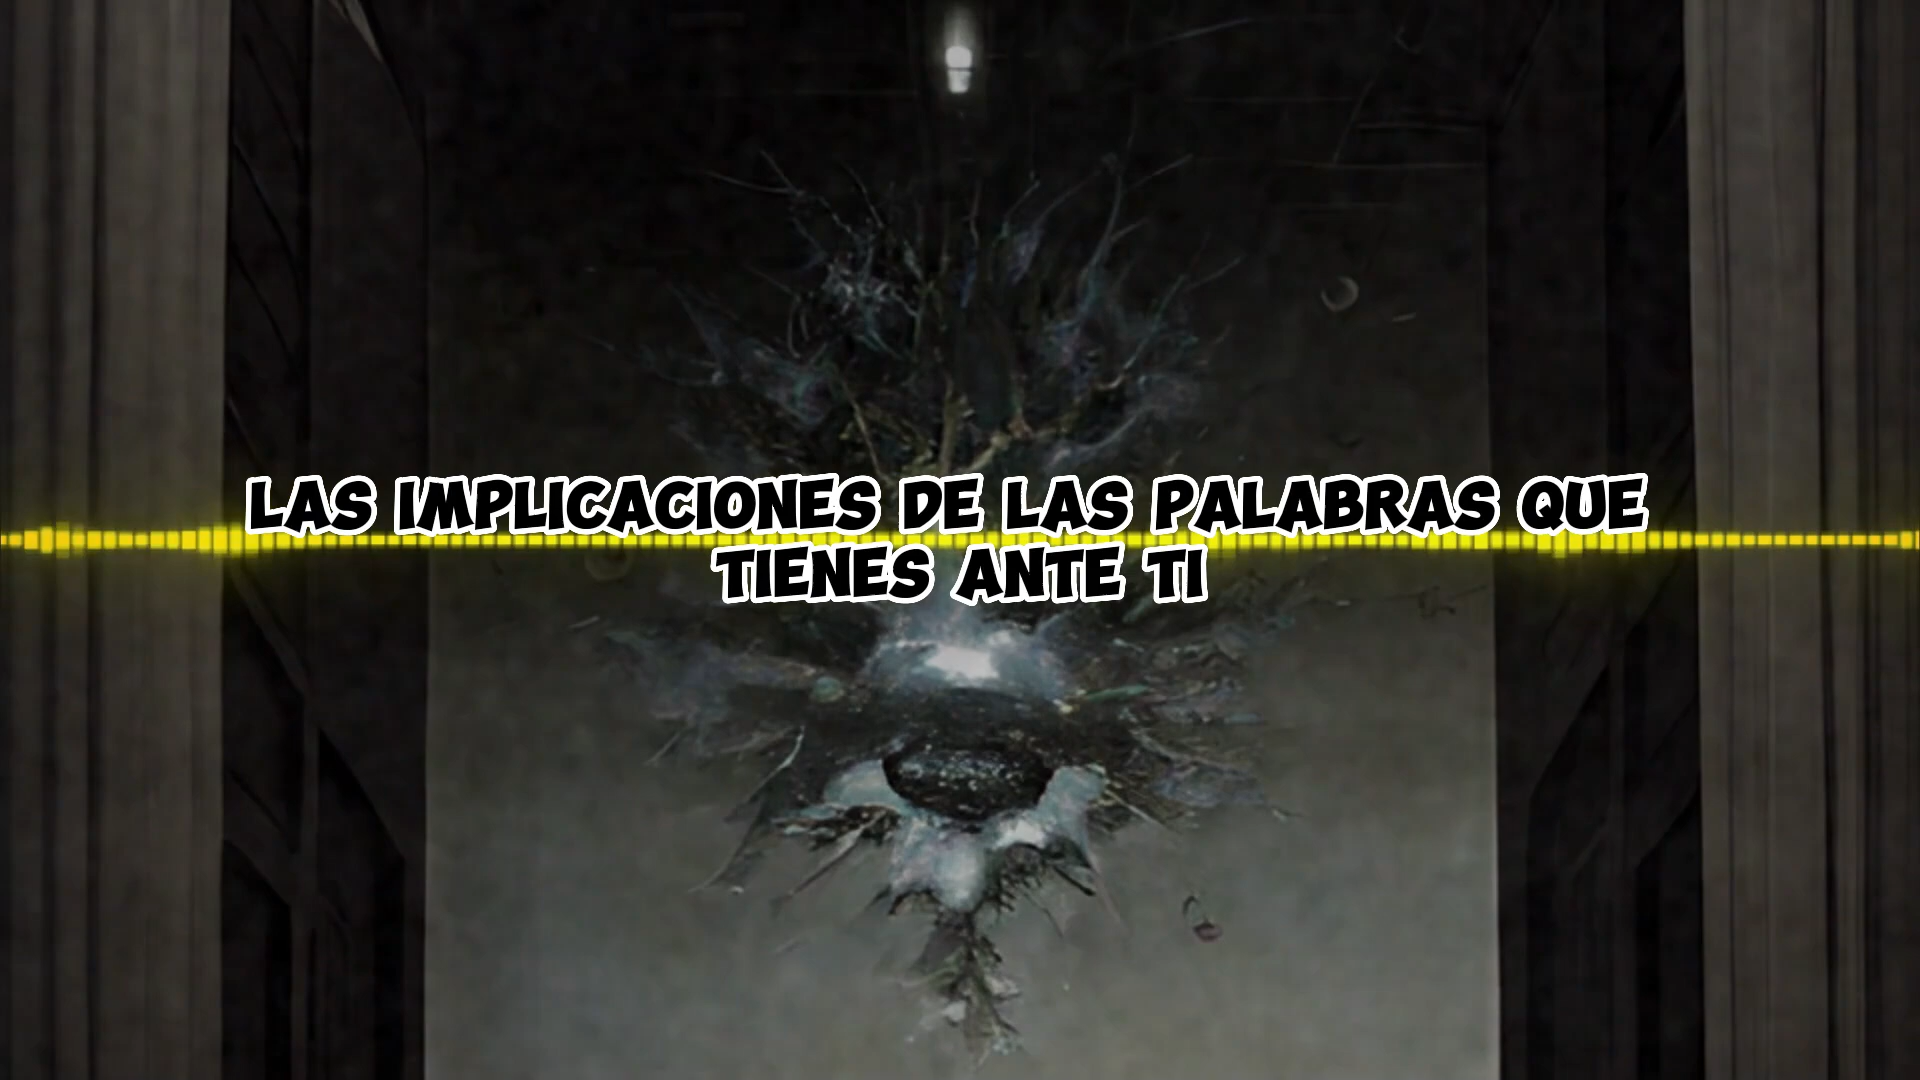 LAS IMPLICACIONES DE LAS PALABRAS QUE
TIENES ANTE TI